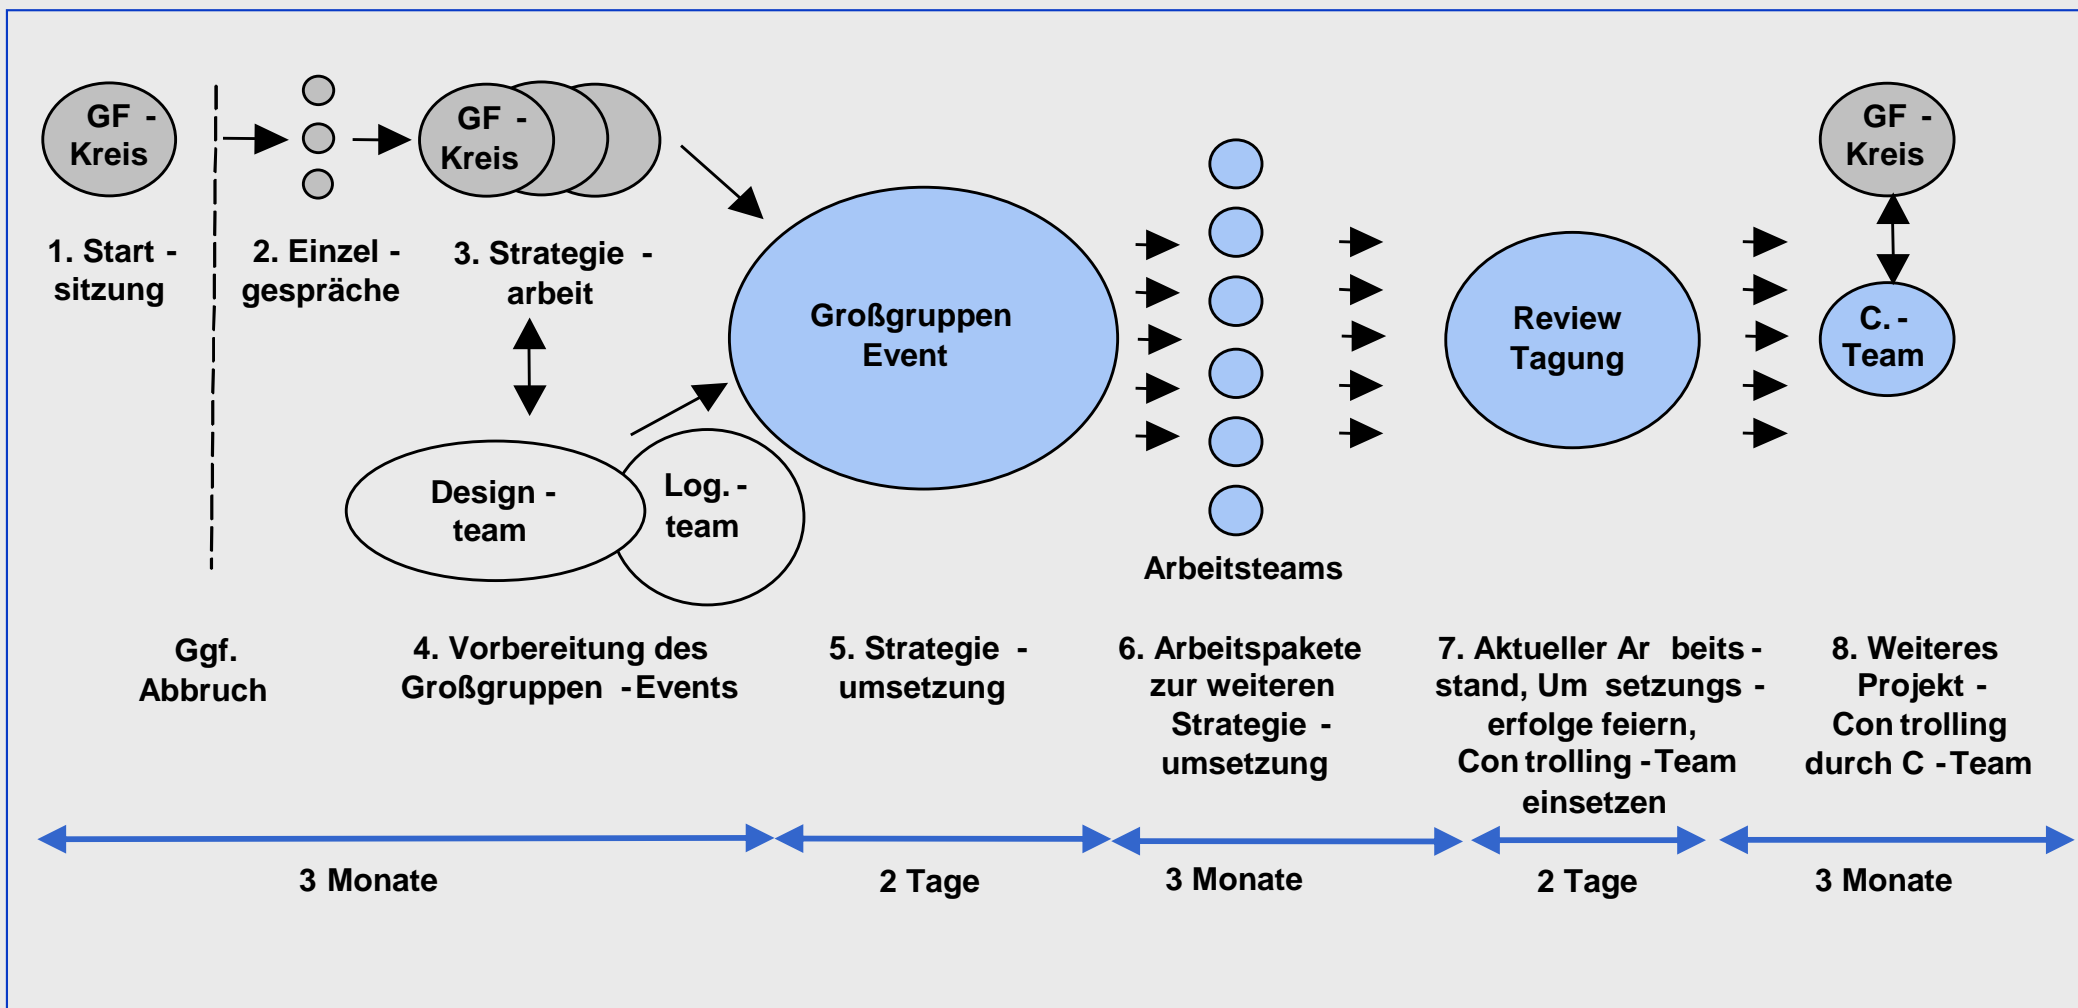 GF -
Kreis
GF -
Kreis
GF -
Kreis
1. Start -
sitzung
2. Einzel -
gespräche
3. Strategie -
arbeit
Großgruppen
Event
Review
Tagung
C. -
Team
Design -
team
Log. -
team
Arbeitsteams
Ggf.
Abbruch
4. Vorbereitung des
Großgruppen - Events
5. Strategie -
umsetzung
6. Arbeitspakete
zur weiteren
Strategie -
umsetzung
7. Aktueller Ar beits -
stand, Um setzungs -
erfolge feiern,
Con trolling - Team
einsetzen
8. Weiteres
Projekt -
Con trolling
durch C - Team
3 Monate
2 Tage
3 Monate
2 Tage
3 Monate